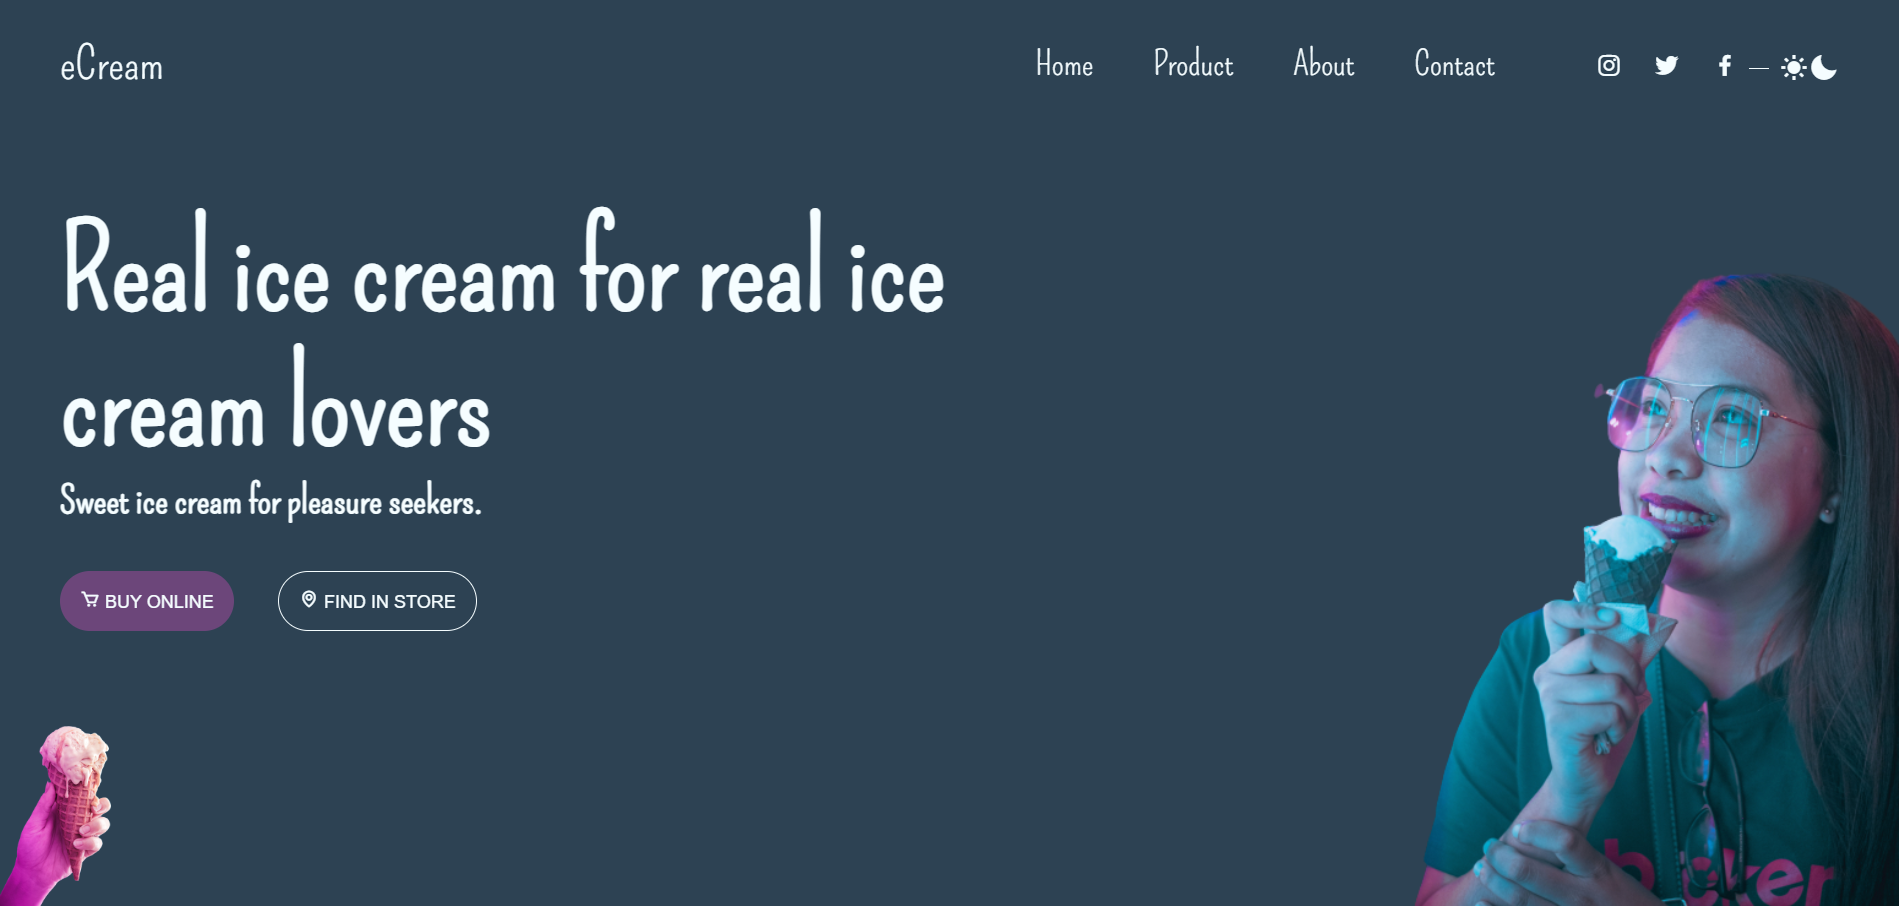 eCream
Home Product About Contact
Real ice cream for real ice
cream lovers
Sweet ice cream for pleasure seekers.
BUY ONLINE FIND IN STORE